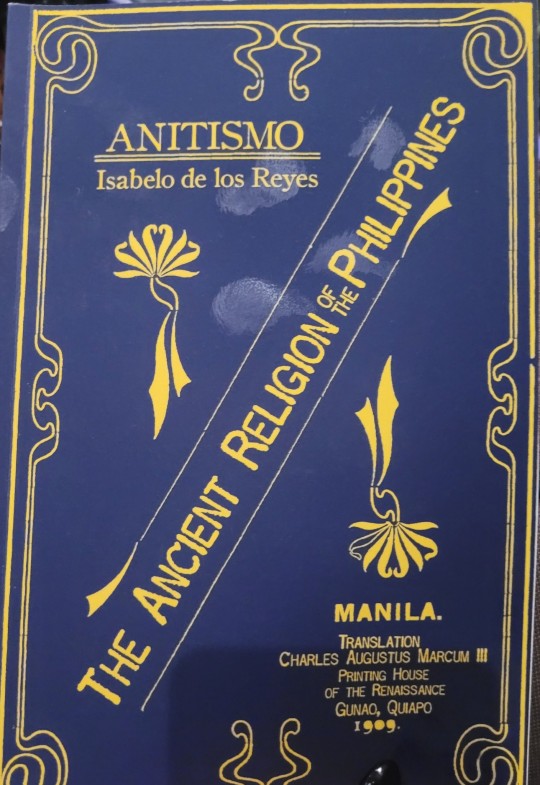 ANITISMO
Isabelo de los Reyes
THE ANCIENT RELIGION OF THE PHILIPPINES
MANILA.
TRANSLATION
CHARLES AUGUSTUS MARCUM III
PRINTING HOUSE
OF THE RENAISSANCE
GUNAO, QUIAPO
1909.